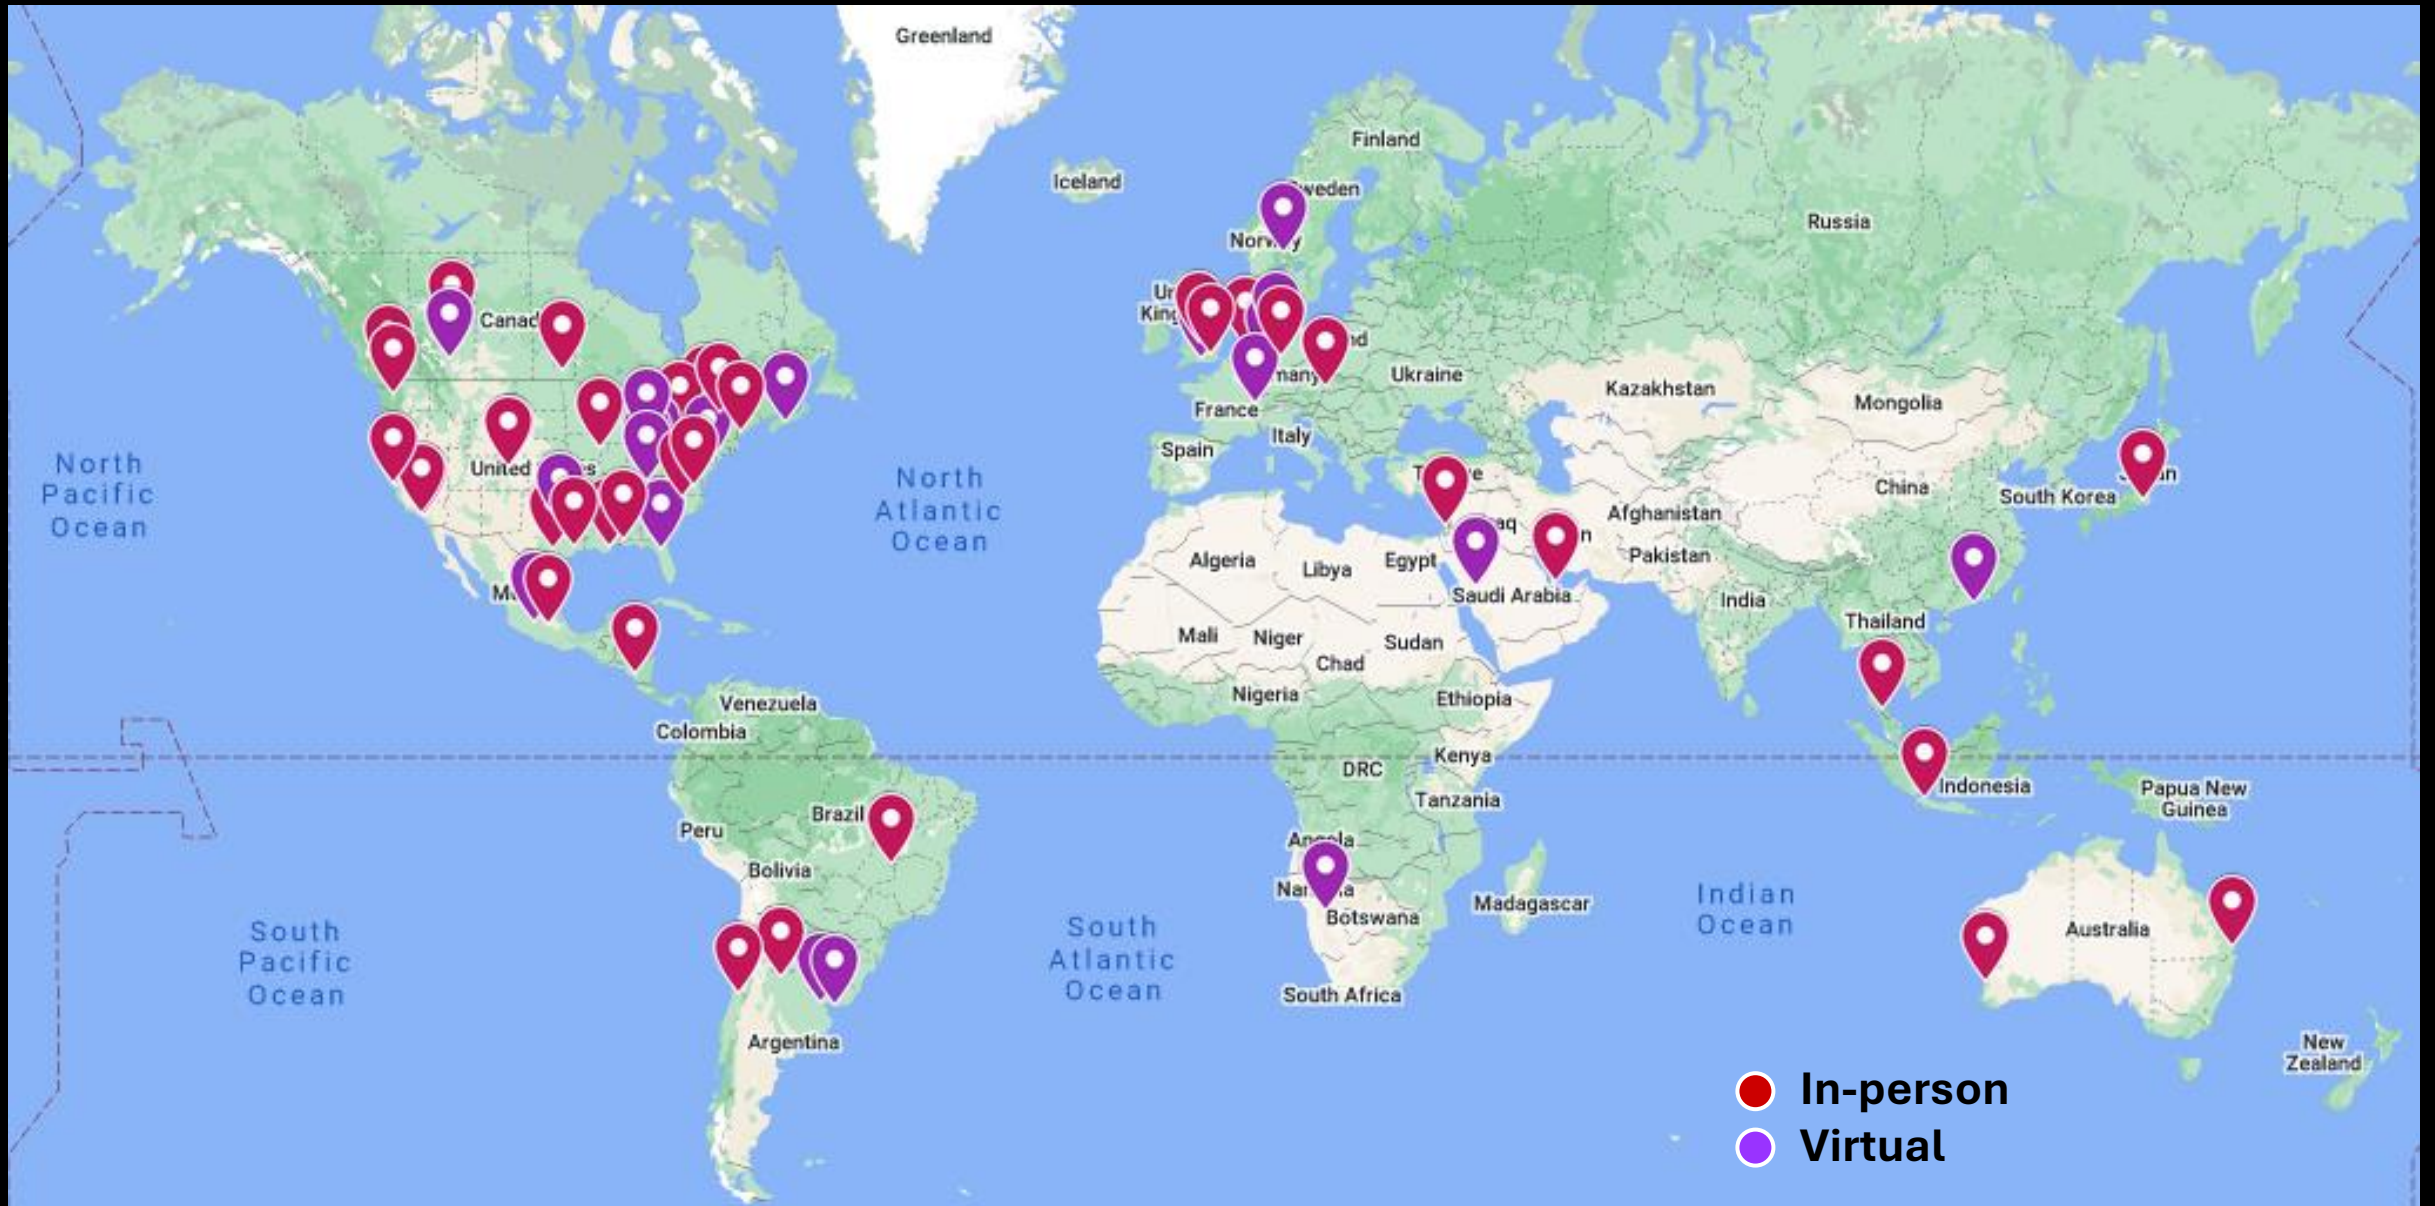 Greenland
Finland
Iceland
Sweden
Russia
Norway
Canada
Ukraine
Kazakhstan
Mongolia
France
Italy
Spain
United
North
Pacific
Ocean
North
Atlantic
Ocean
China
South Korea
Afghanistan
Pakistan
Algeria
Libya
Egypt
Saudi Arabia
India
Thailand
Mali
Niger
Sudan
Chad
Nigeria
Ethiopia
Venezuela
Colombia
Kenya
DRC
Tanzania
Indonesia
Papua New
Guinea
Brazil
Peru
Bolivia
Angola
Botswana
Madagascar
Indian
Ocean
Australia
South
Pacific
Ocean
South
Atlantic
Ocean
South Africa
Argentina
New
Zealand
In-person
Virtual